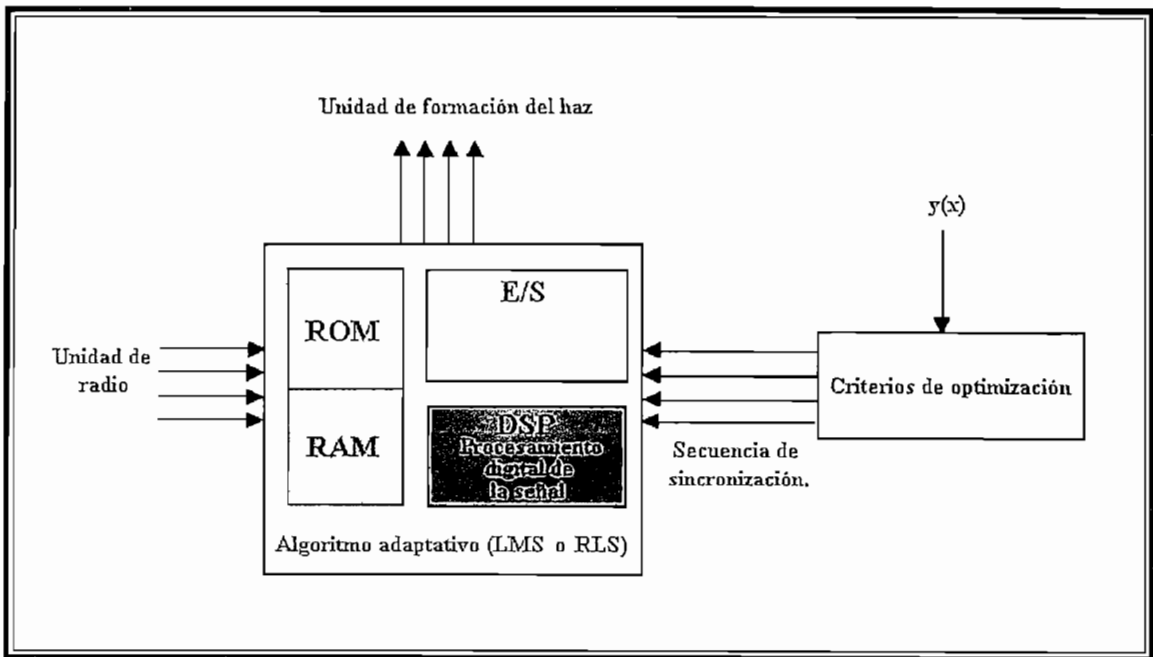 Unidad de formación del haz
y(x)
ROM
E/S
Unidad de
radio
RAM
DSP
Procesamiento
digital de
la señal
Criterios de optimización
Secuencia de
sincronización.
Algoritmo adaptativo (LMS o RLS)